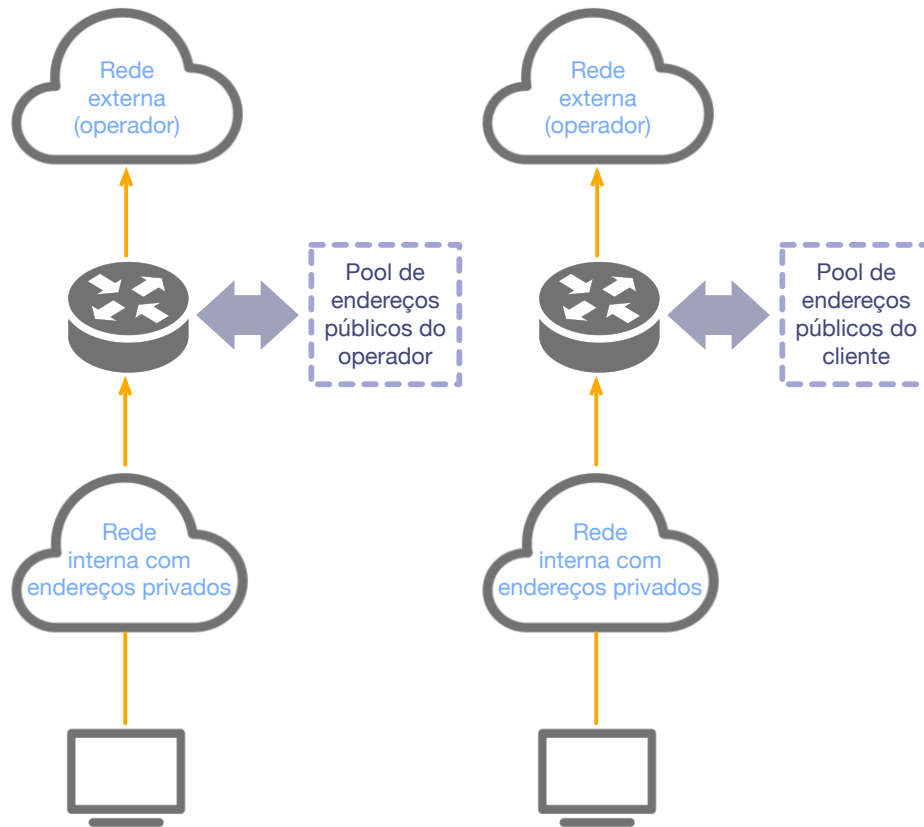 Rede
externa
(operador)
Pool de
endereços
públicos do
operador
Rede
interna com
endereços privados
Rede
externa
(operador)
Pool de
endereços
públicos do
cliente
Rede
interna com
endereços privados